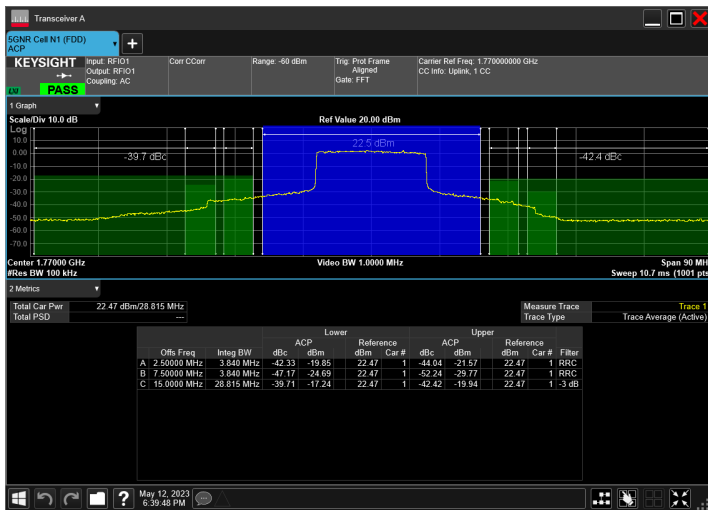 Transceiver A
5GNR Cell N1 (FDD)
ACP
+
KEYSIGHT
PASS
Input: RFIO1
Output: RFIO1
Coupling: AC
Corr CCorr
Range: -60 dBm
Trig: Prot Frame
Aligned
Gate: FFT
Carrier Ref Freq: 1.770000000 GHz
CC Info: Uplink, 1 CC
1 Graph
Scale/Div 10.0 dB
Ref Value 20.00 dBm
Log
10.0
0.00
-10.0
-20.0
-30.0
-40.0
-50.0
-60.0
-70.0
-39.7 dBc
22.5 dBm
-42.4 dBc
Center 1.77000 GHz
Video BW 1.0000 MHz
Span 90 MH
#Res BW 100 kHz
Sweep 10.7 ms (1001 pts
2 Metrics
Total Car Pwr 22.47 dBm/28.815 MHz
Total PSD ---
Measure Trace Trace 1
Trace Type Trace Average (Active)
Lower Upper
ACP Reference ACP Reference
Offs Freq Integ BW dBc dBm dBm Car # dBc dBm dBm Car # Filter
A 2.50000 MHz 3.840 MHz -42.33 -19.85 22.47 1 -44.04 -21.57 22.47 1 RRC
B 7.50000 MHz 3.840 MHz -47.17 -24.69 22.47 1 -52.24 -29.77 22.47 1 RRC
C 15.0000 MHz 28.815 MHz -39.71 -17.24 22.47 1 -42.42 -19.94 22.47 1 -3 dB
?
May 12, 2023
6:39:48 PM